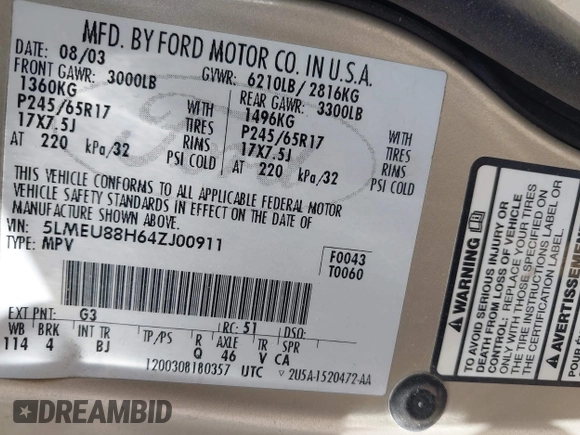 MFD. BY FORD MOTOR CO. IN U.S.A.
DATE: 08/03 GVWR: 6210LB/ 2816KG
FRONT GAWR: 3000LB REAR GAWR: 3300LB
1360KG WITH 1496KG WITH
P245/65R17 TIRES P245/65R17 TIRES
17X7.5J RIMS 17X7.5J RIMS
AT 220 kPa/32 PSI COLD AT 220 kPa/32 PSI COLD
THIS VEHICLE CONFORMS TO ALL APPLICABLE FEDERAL MOTOR
VEHICLE SAFETY STANDARDS IN EFFECT ON THE DATE OF
MANUFACTURE SHOWN ABOVE.
VIN: 5LMEU88H64ZJ00911
TYPE: MPV
F0043
T0060
EXT PNT: G3 RC: 51 DSO:
WB BRK INT TR TP/PS R AXLE TR SPR
114 4 BJ Q 46 V CA
120030818035? UTC
▽ 2U5A-1520472-AA
Ford
WARNING
TO AVOID SERIOUS INJURY OR
DEATH FROM LOSS OF VEHICLE
CONTROL: REPLACE YOUR TIRES
ACCORDING TO THE SPECIFICATIONS ON
THE TIRE INSTRUCTIONS LABEL OR
CERTIFICATION LABEL.
DREAMBID